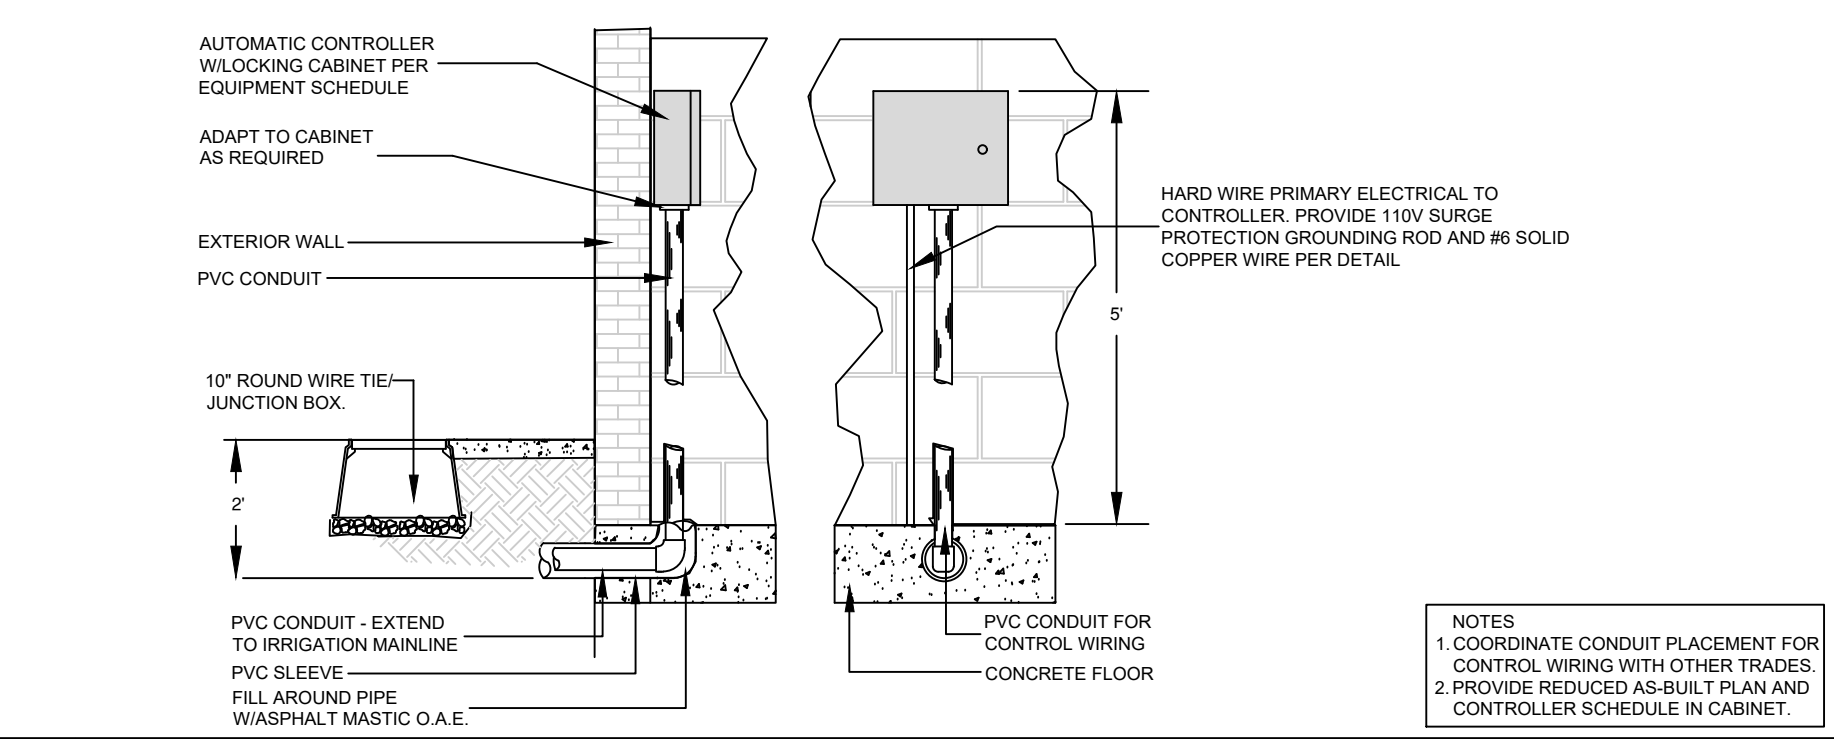 AUTOMATIC CONTROLLER
W/LOCKING CABINET PER
EQUIPMENT SCHEDULE
ADAPT TO CABINET
AS REQUIRED
EXTERIOR WALL
PVC CONDUIT
10" ROUND WIRE TIE/
JUNCTION BOX.
2'
PVC CONDUIT - EXTEND
TO IRRIGATION MAINLINE
PVC SLEEVE
FILL AROUND PIPE
W/ASPHALT MASTIC O.A.E.
HARD WIRE PRIMARY ELECTRICAL TO
CONTROLLER. PROVIDE 110V SURGE
PROTECTION GROUNDING ROD AND #6 SOLID
COPPER WIRE PER DETAIL
5'
PVC CONDUIT FOR
CONTROL WIRING
CONCRETE FLOOR
NOTES
1. COORDINATE CONDUIT PLACEMENT FOR
CONTROL WIRING WITH OTHER TRADES.
2. PROVIDE REDUCED AS-BUILT PLAN AND
CONTROLLER SCHEDULE IN CABINET.